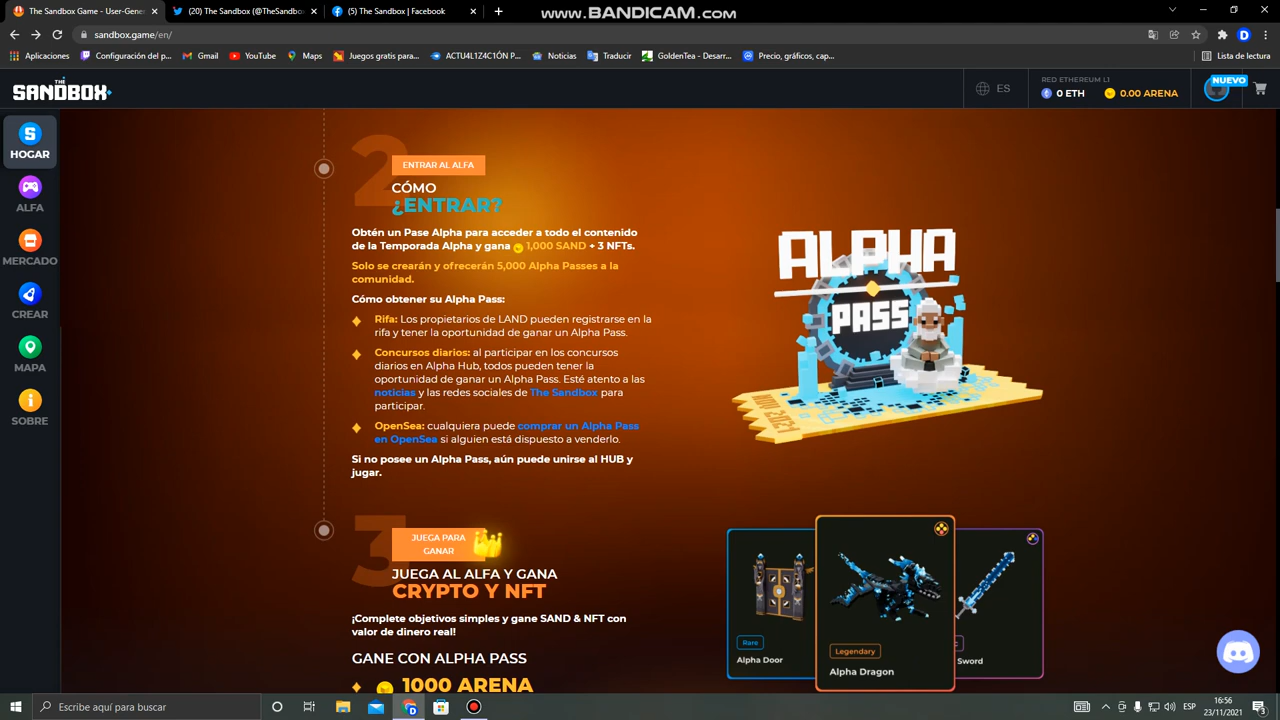 The Sandbox Game - User-Gener
(20) The Sandbox (@TheSandbox
(5) The Sandbox | Facebook
www.BANDICAM.com
sandbox.game/en/
Aplicaciones
Configuración del p...
Gmail
YouTube
Maps
Juegos gratis para...
ACTU4L1Z4C1ÓN P...
Noticias
Traducir
GoldenTea - Desarr...
Precio, gráficos, cap...
Lista de lectura
THE
SANDBOX
ES
RED ETHEREUM L1
0 ETH
0.00 ARENA
NUEVO
HOGAR
ALFA
MERCADO
CREAR
MAPA
SOBRE
2
ENTRAR AL ALFA
CÓMO
¿ENTRAR?
Obtén un Pase Alpha para acceder a todo el contenido
de la Temporada Alpha y gana 1,000 SAND + 3 NFTs.
Solo se crearán y ofrecerán 5,000 Alpha Passes a la
comunidad.
Cómo obtener su Alpha Pass:
Rifa: Los propietarios de LAND pueden registrarse en la
rifa y tener la oportunidad de ganar un Alpha Pass.
Concursos diarios: al participar en los concursos
diarios en Alpha Hub, todos pueden tener la
oportunidad de ganar un Alpha Pass. Esté atento a las
noticias y las redes sociales de The Sandbox para
participar.
OpenSea: cualquiera puede comprar un Alpha Pass
en OpenSea si alguien está dispuesto a venderlo.
Si no posee un Alpha Pass, aún puede unirse al HUB y
jugar.
ALPHA
PASS
3
JUEGA PARA
GANAR
JUEGA AL ALFA Y GANA
CRYPTO Y NFT
¡Complete objetivos simples y gane SAND & NFT con
valor de dinero real!
GANE CON ALPHA PASS
1000 ARENA
Rare
Alpha Door
Legendary
Alpha Dragon
Sword
Escribe aquí para buscar
ESP
16:56
23/11/2021